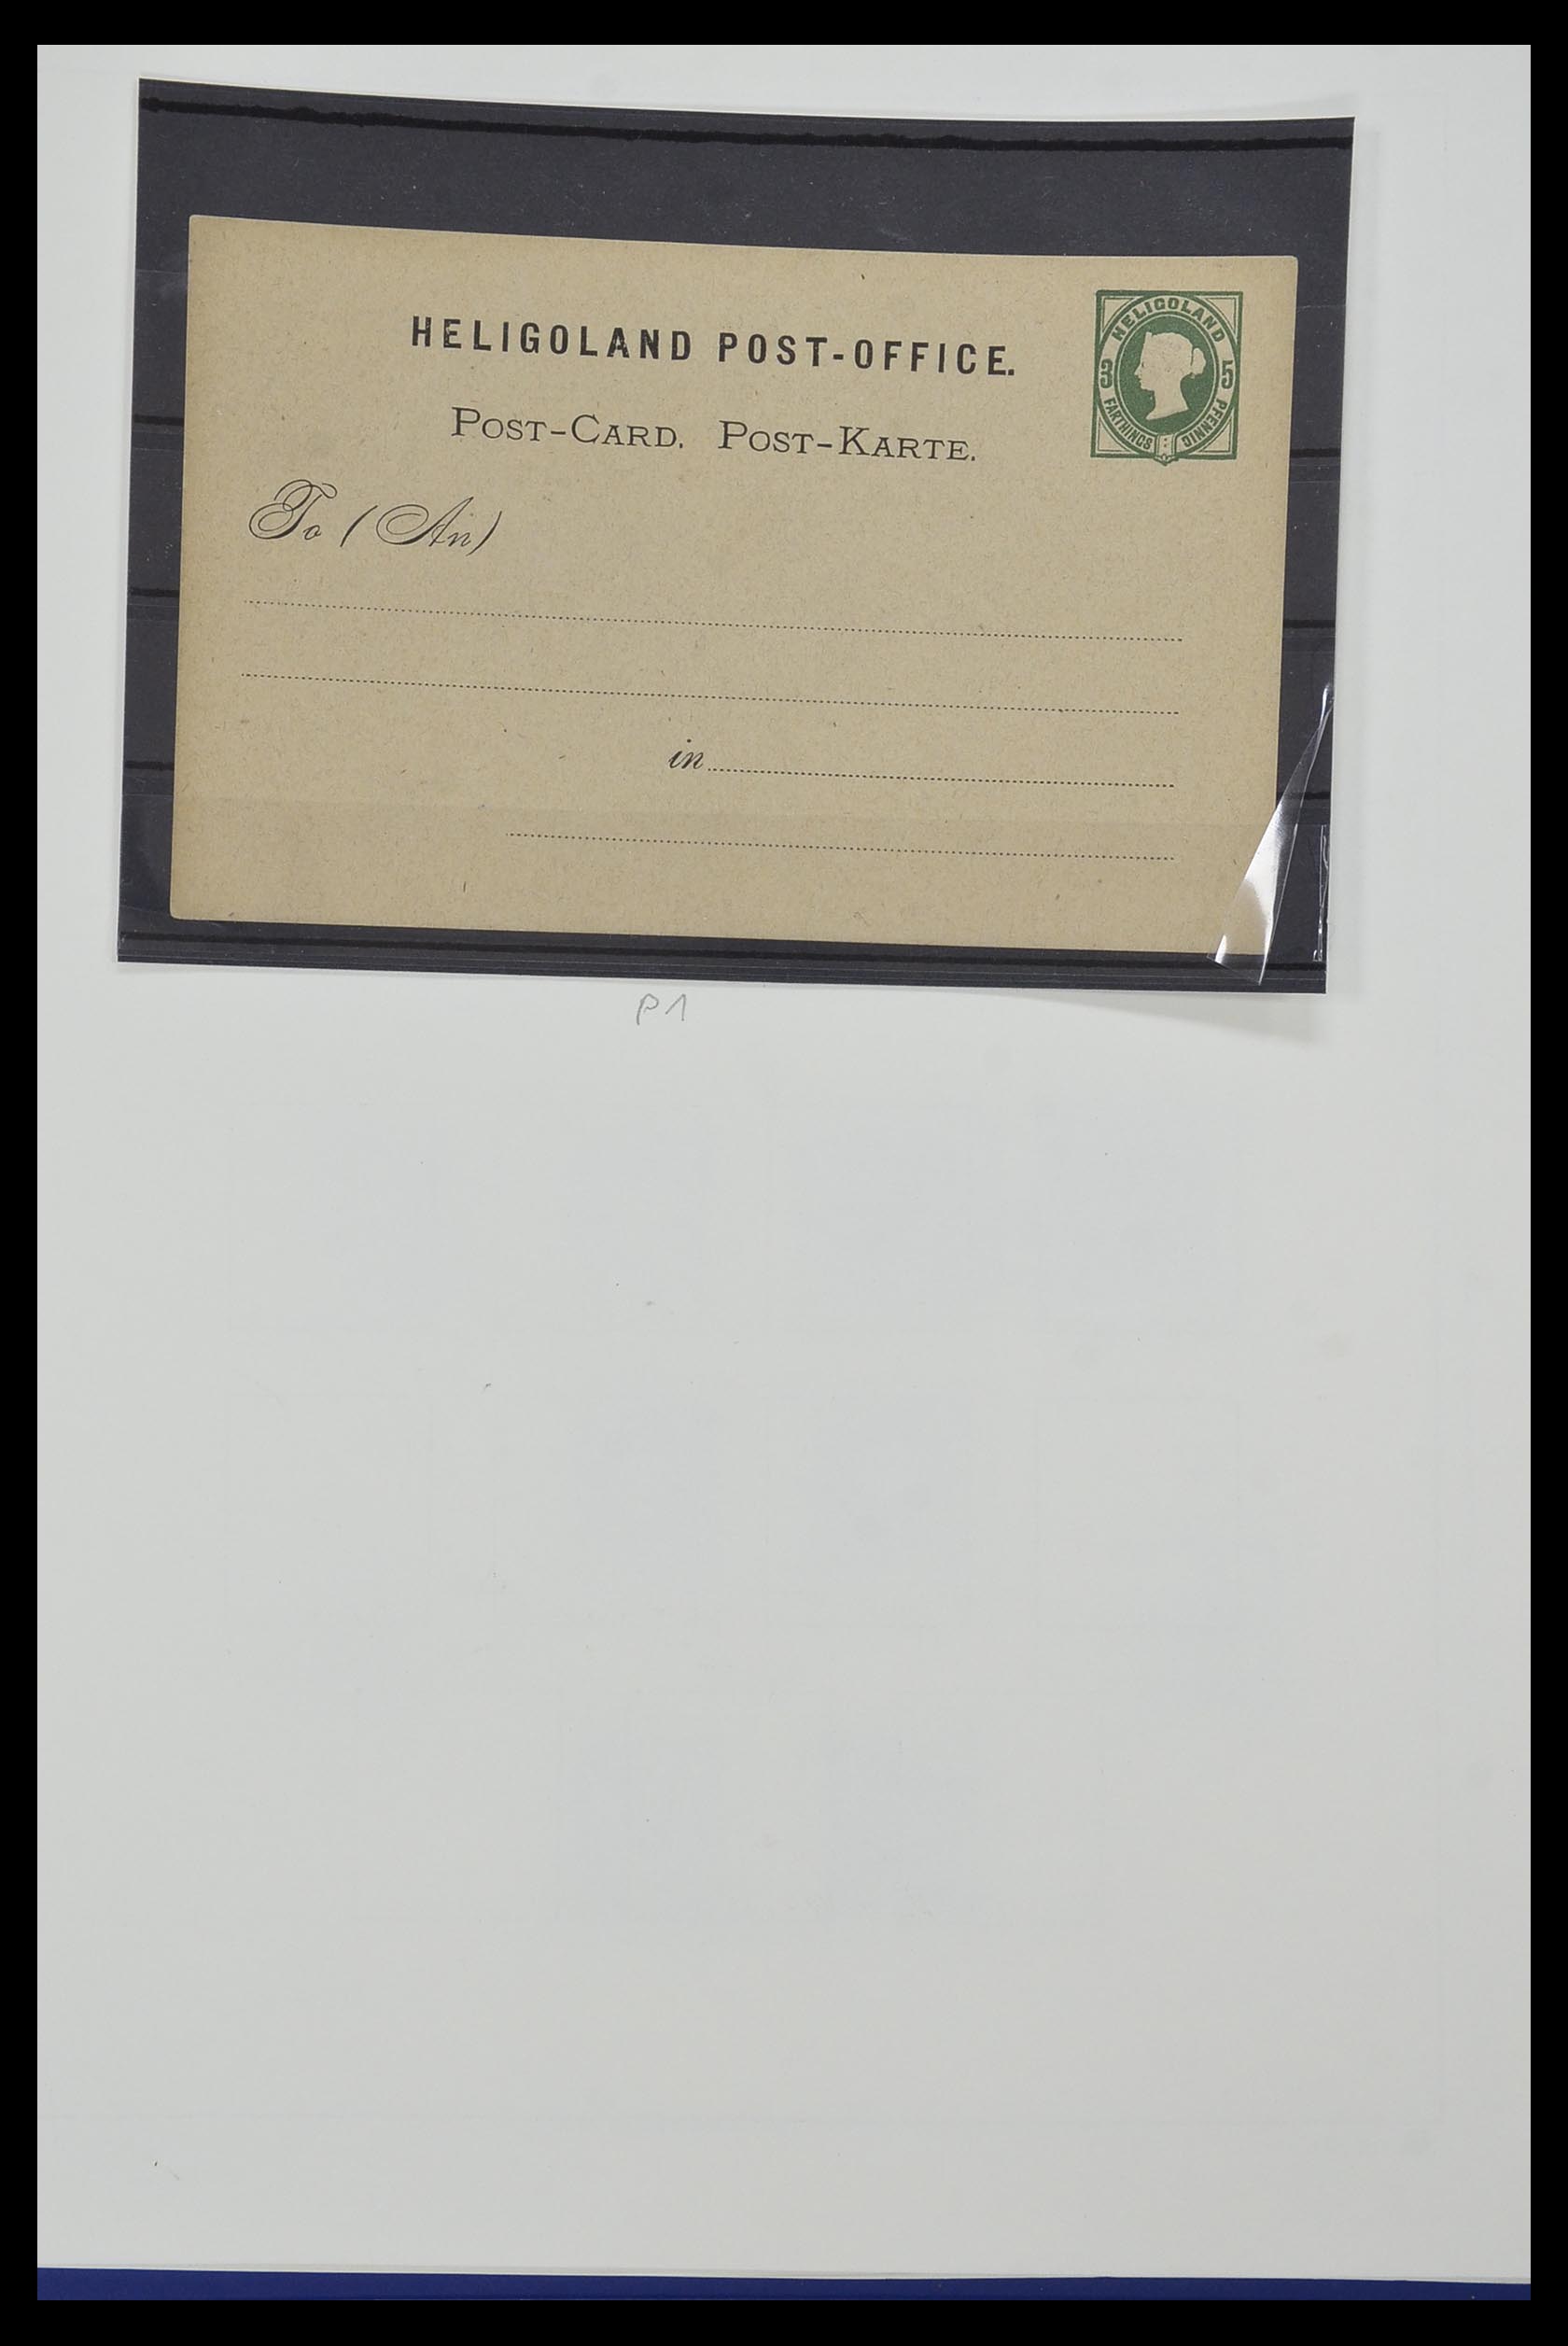 HELIGOLAND POST-OFFICE.
HELIGOLAND
3 5
FARTHINGS PFENNIG
POST-CARD. POST-KARTE.
To (An)
in
P1